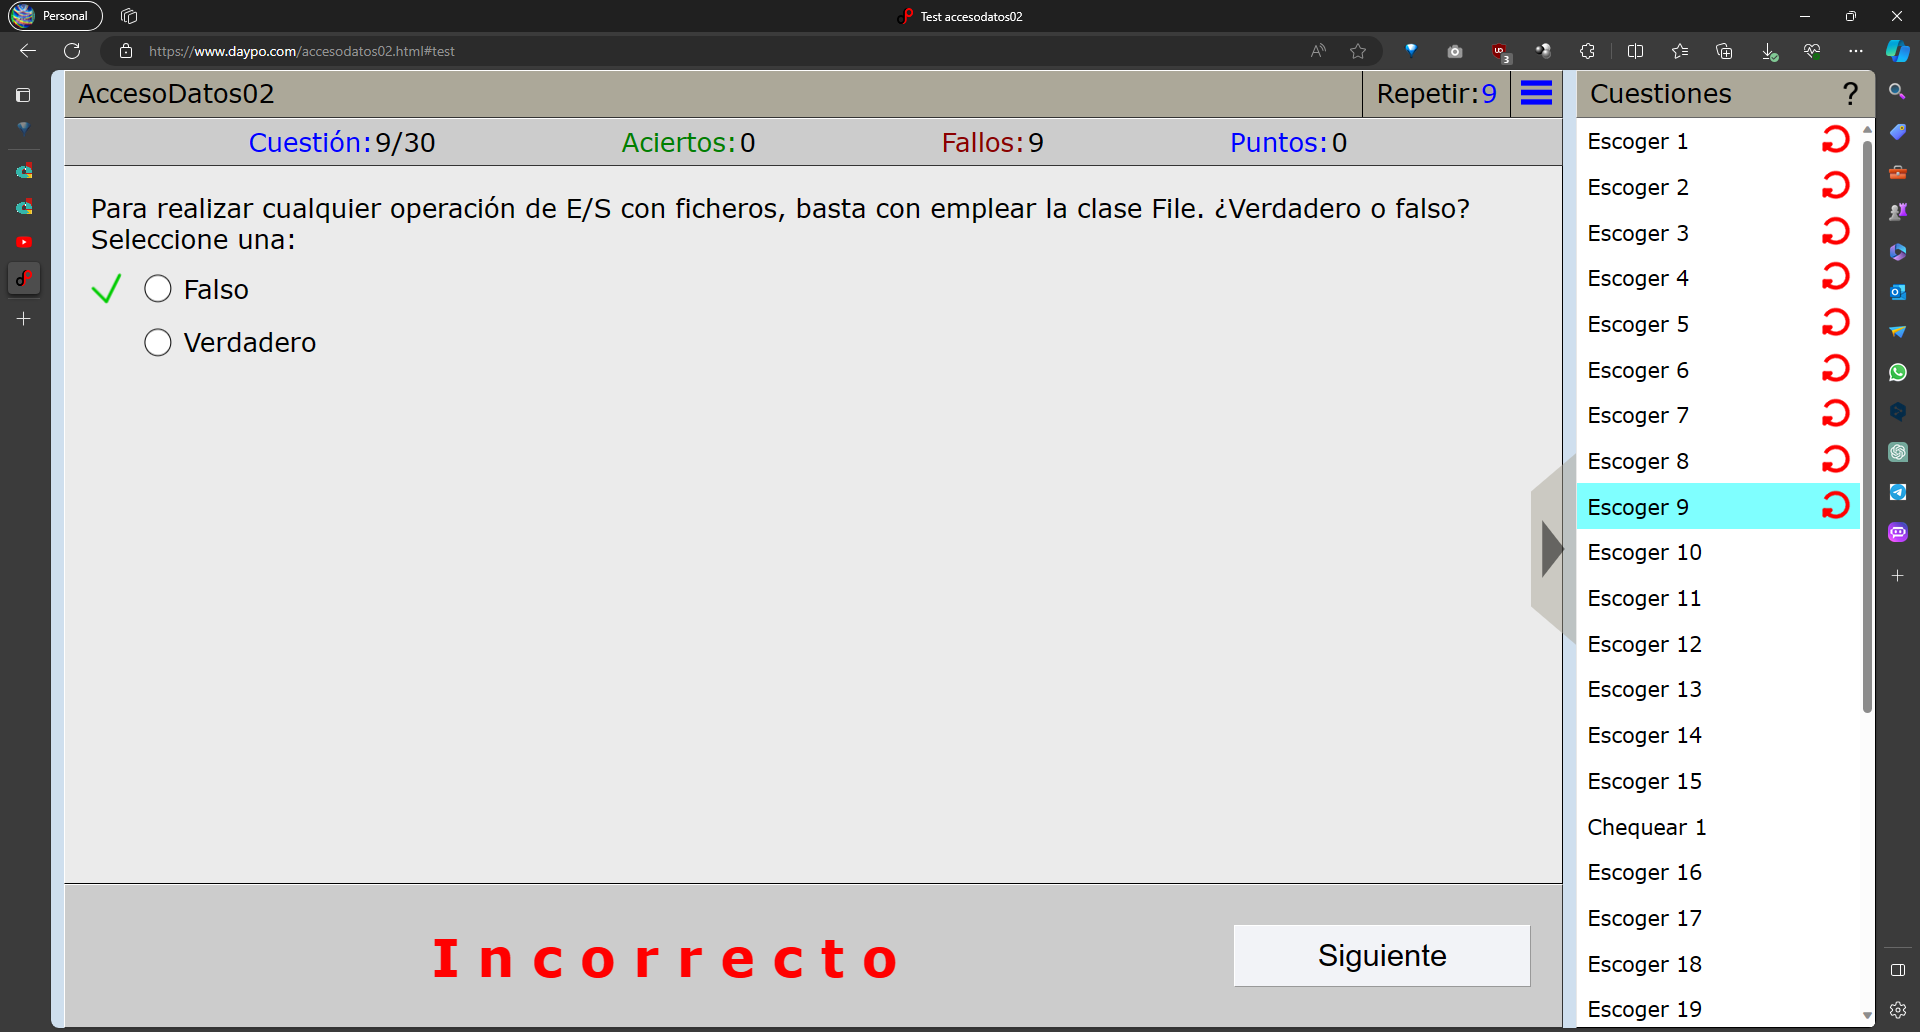 Personal
Test accesodatos02
https://www.daypo.com/accesodatos02.html#test
3
AccesoDatos02
Repetir:9
Cuestión:9/30
Aciertos:0
Fallos:9
Puntos:0
Para realizar cualquier operación de E/S con ficheros, basta con emplear la clase File. ¿Verdadero o falso?
Seleccione una:
Falso
Verdadero
Incorrecto
Siguiente
Cuestiones ?
Escoger 1
Escoger 2
Escoger 3
Escoger 4
Escoger 5
Escoger 6
Escoger 7
Escoger 8
Escoger 9
Escoger 10
Escoger 11
Escoger 12
Escoger 13
Escoger 14
Escoger 15
Chequear 1
Escoger 16
Escoger 17
Escoger 18
Escoger 19